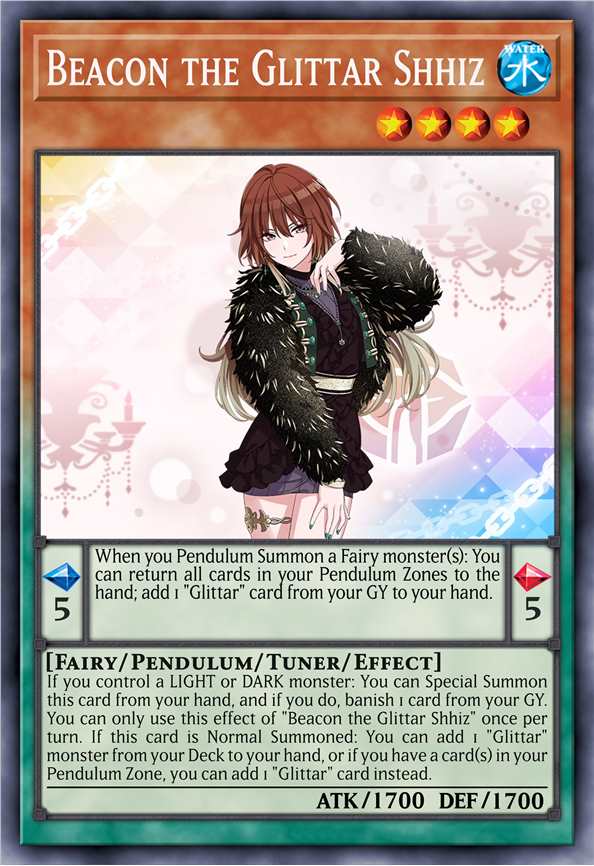 BEACON THE GLITTAR SHHIZ
WATER
水
When you Pendulum Summon a Fairy monster(s): You
can return all cards in your Pendulum Zones to the
hand; add 1 "Glittar" card from your GY to your hand.
5
5
[FAIRY/PENDULUM/TUNER/EFFECT]
If you control a LIGHT or DARK monster: You can Special Summon
this card from your hand, and if you do, banish 1 card from your GY.
You can only use this effect of "Beacon the Glittar Shhiz" once per
turn. If this card is Normal Summoned: You can add 1 "Glittar"
monster from your Deck to your hand, or if you have a card(s) in your
Pendulum Zone, you can add 1 "Glittar" card instead.
ATK/1700 DEF/1700